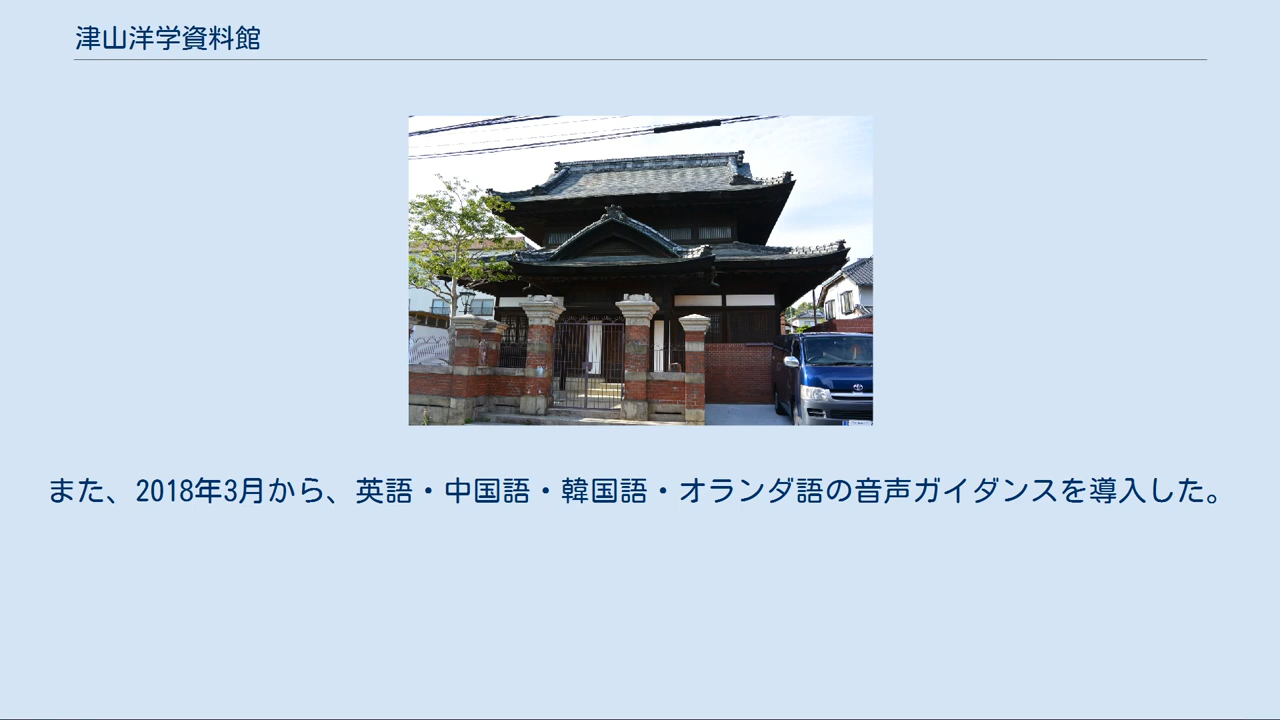 津山洋学資料館
また、2018年3月から、英語・中国語・韓国語・オランダ語の音声ガイダンスを導入した。